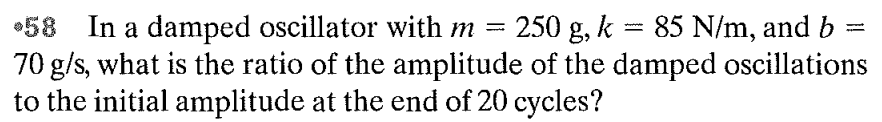 •58 In a damped oscillator with m = 250 g, k = 85 N/m, and b =
70 g/s, what is the ratio of the amplitude of the damped oscillations
to the initial amplitude at the end of 20 cycles?